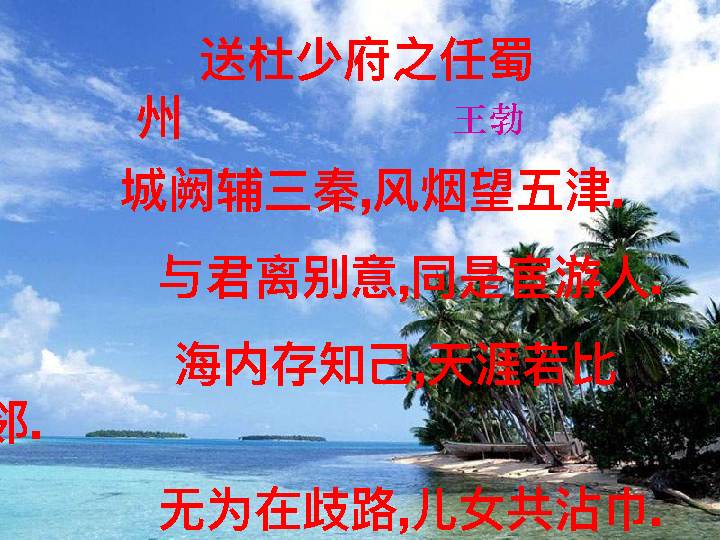 送杜少府之任蜀
州 王勃
城阙辅三秦,风烟望五津.
与君离别意,同是宦游人.
海内存知己,天涯若比
邻.
无为在歧路,儿女共沾巾.